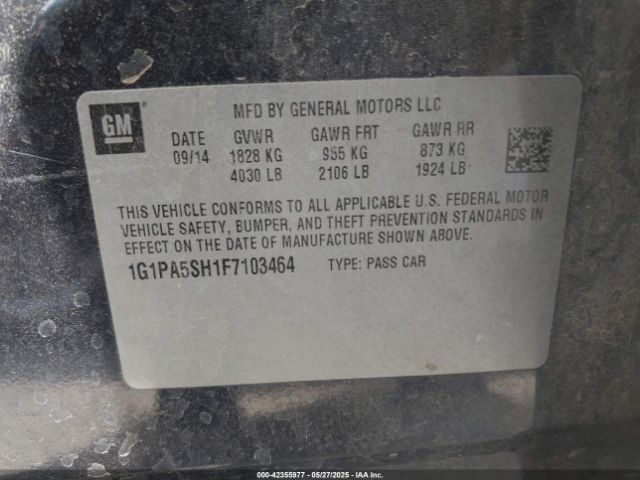 GM
MFD BY GENERAL MOTORS LLC
DATE GVWR GAWR FRT GAWR RR
09/14 1828 KG 955 KG 873 KG
4030 LB 2106 LB 1924 LB
THIS VEHICLE CONFORMS TO ALL APPLICABLE U.S. FEDERAL MOTOR
VEHICLE SAFETY, BUMPER, AND THEFT PREVENTION STANDARDS IN
EFFECT ON THE DATE OF MANUFACTURE SHOWN ABOVE.
1G1PA5SH1F7103464 TYPE: PASS CAR
© - 42355977 - 05/27/2025 - IAAI.COM